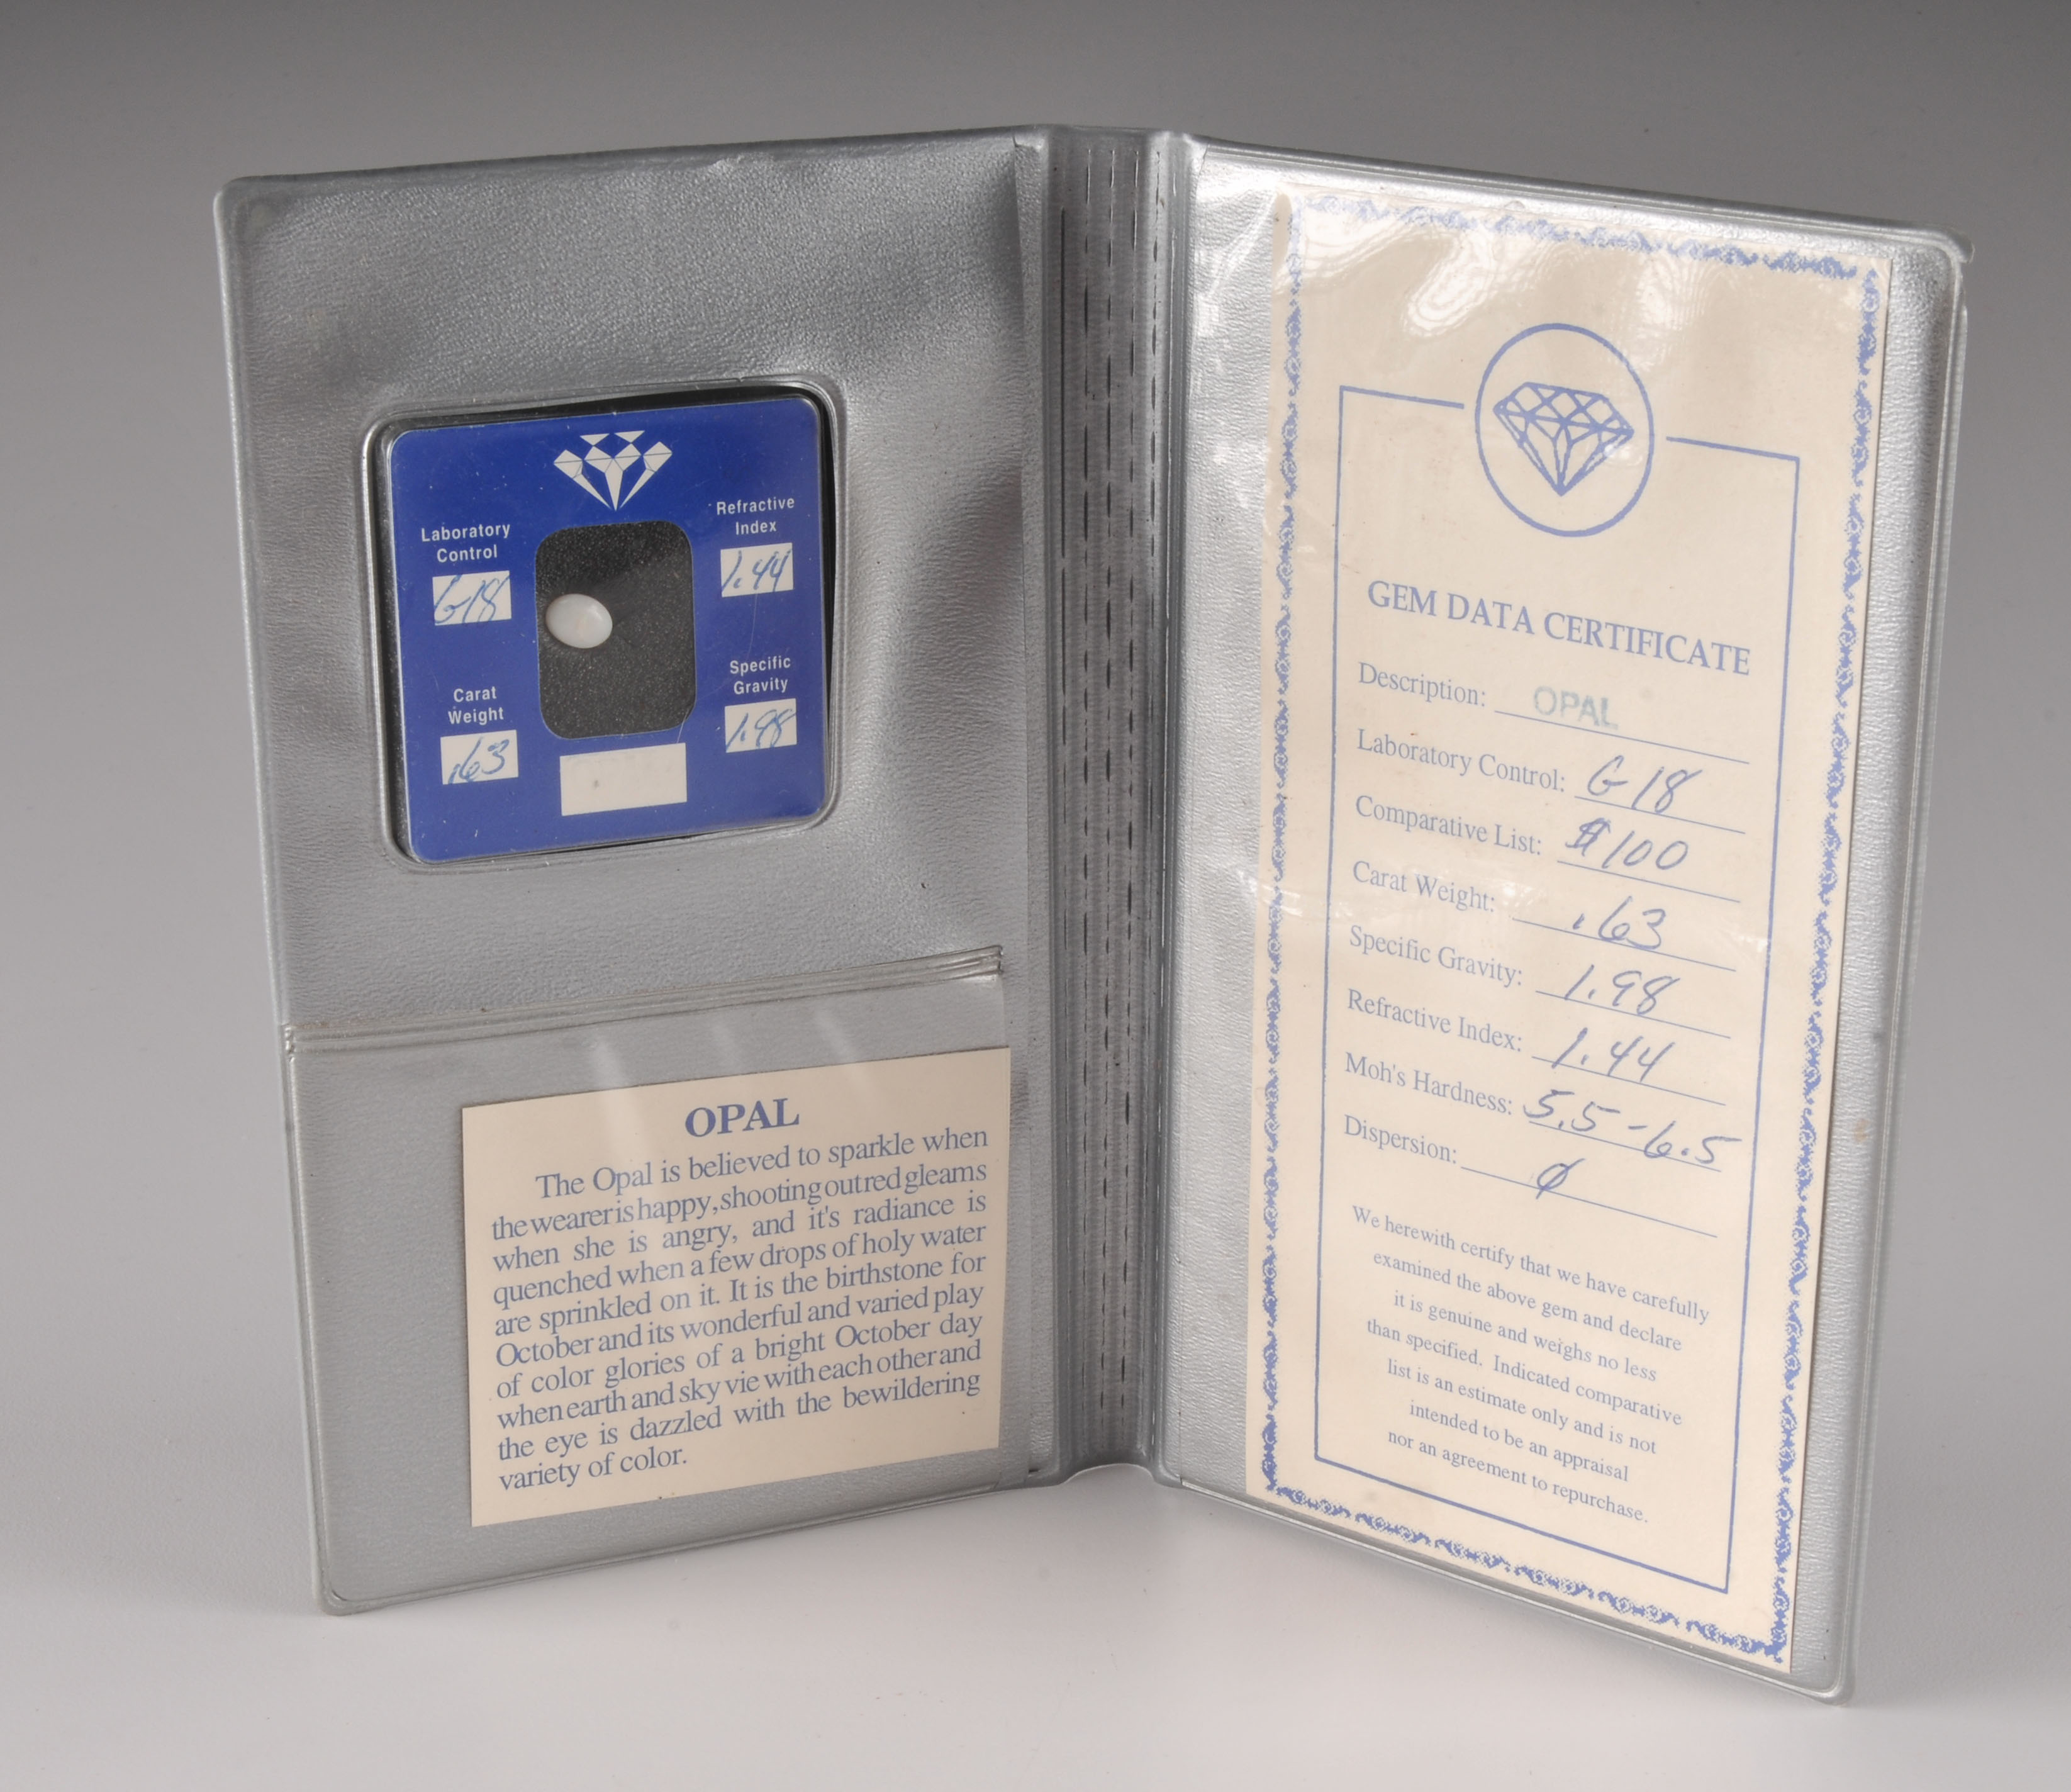 Laboratory
Control
G18
Refractive
Index
1.44
Carat
Weight
.63
Specific
Gravity
1.98
OPAL
The Opal is believed to sparkle when
the wearer is happy, shooting out red gleams
when she is angry, and it's radiance is
quenched when a few drops of holy water
are sprinkled on it. It is the birthstone for
October and its wonderful and varied play
of color glories of a bright October day
when earth and sky vie with each other and
the eye is dazzled with the bewildering
variety of color.
GEM DATA CERTIFICATE
Description: OPAL
Laboratory Control: G18
Comparative List: $100
Carat Weight: .63
Specific Gravity: 1.98
Refractive Index: 1.44
Moh's Hardness: 5.5-6.5
Dispersion: ∅
We herewith certify that we have carefully
examined the above gem and declare
it is genuine and weighs no less
than specified. Indicated comparative
list is an estimate only and is not
intended to be an appraisal
nor an agreement to repurchase.